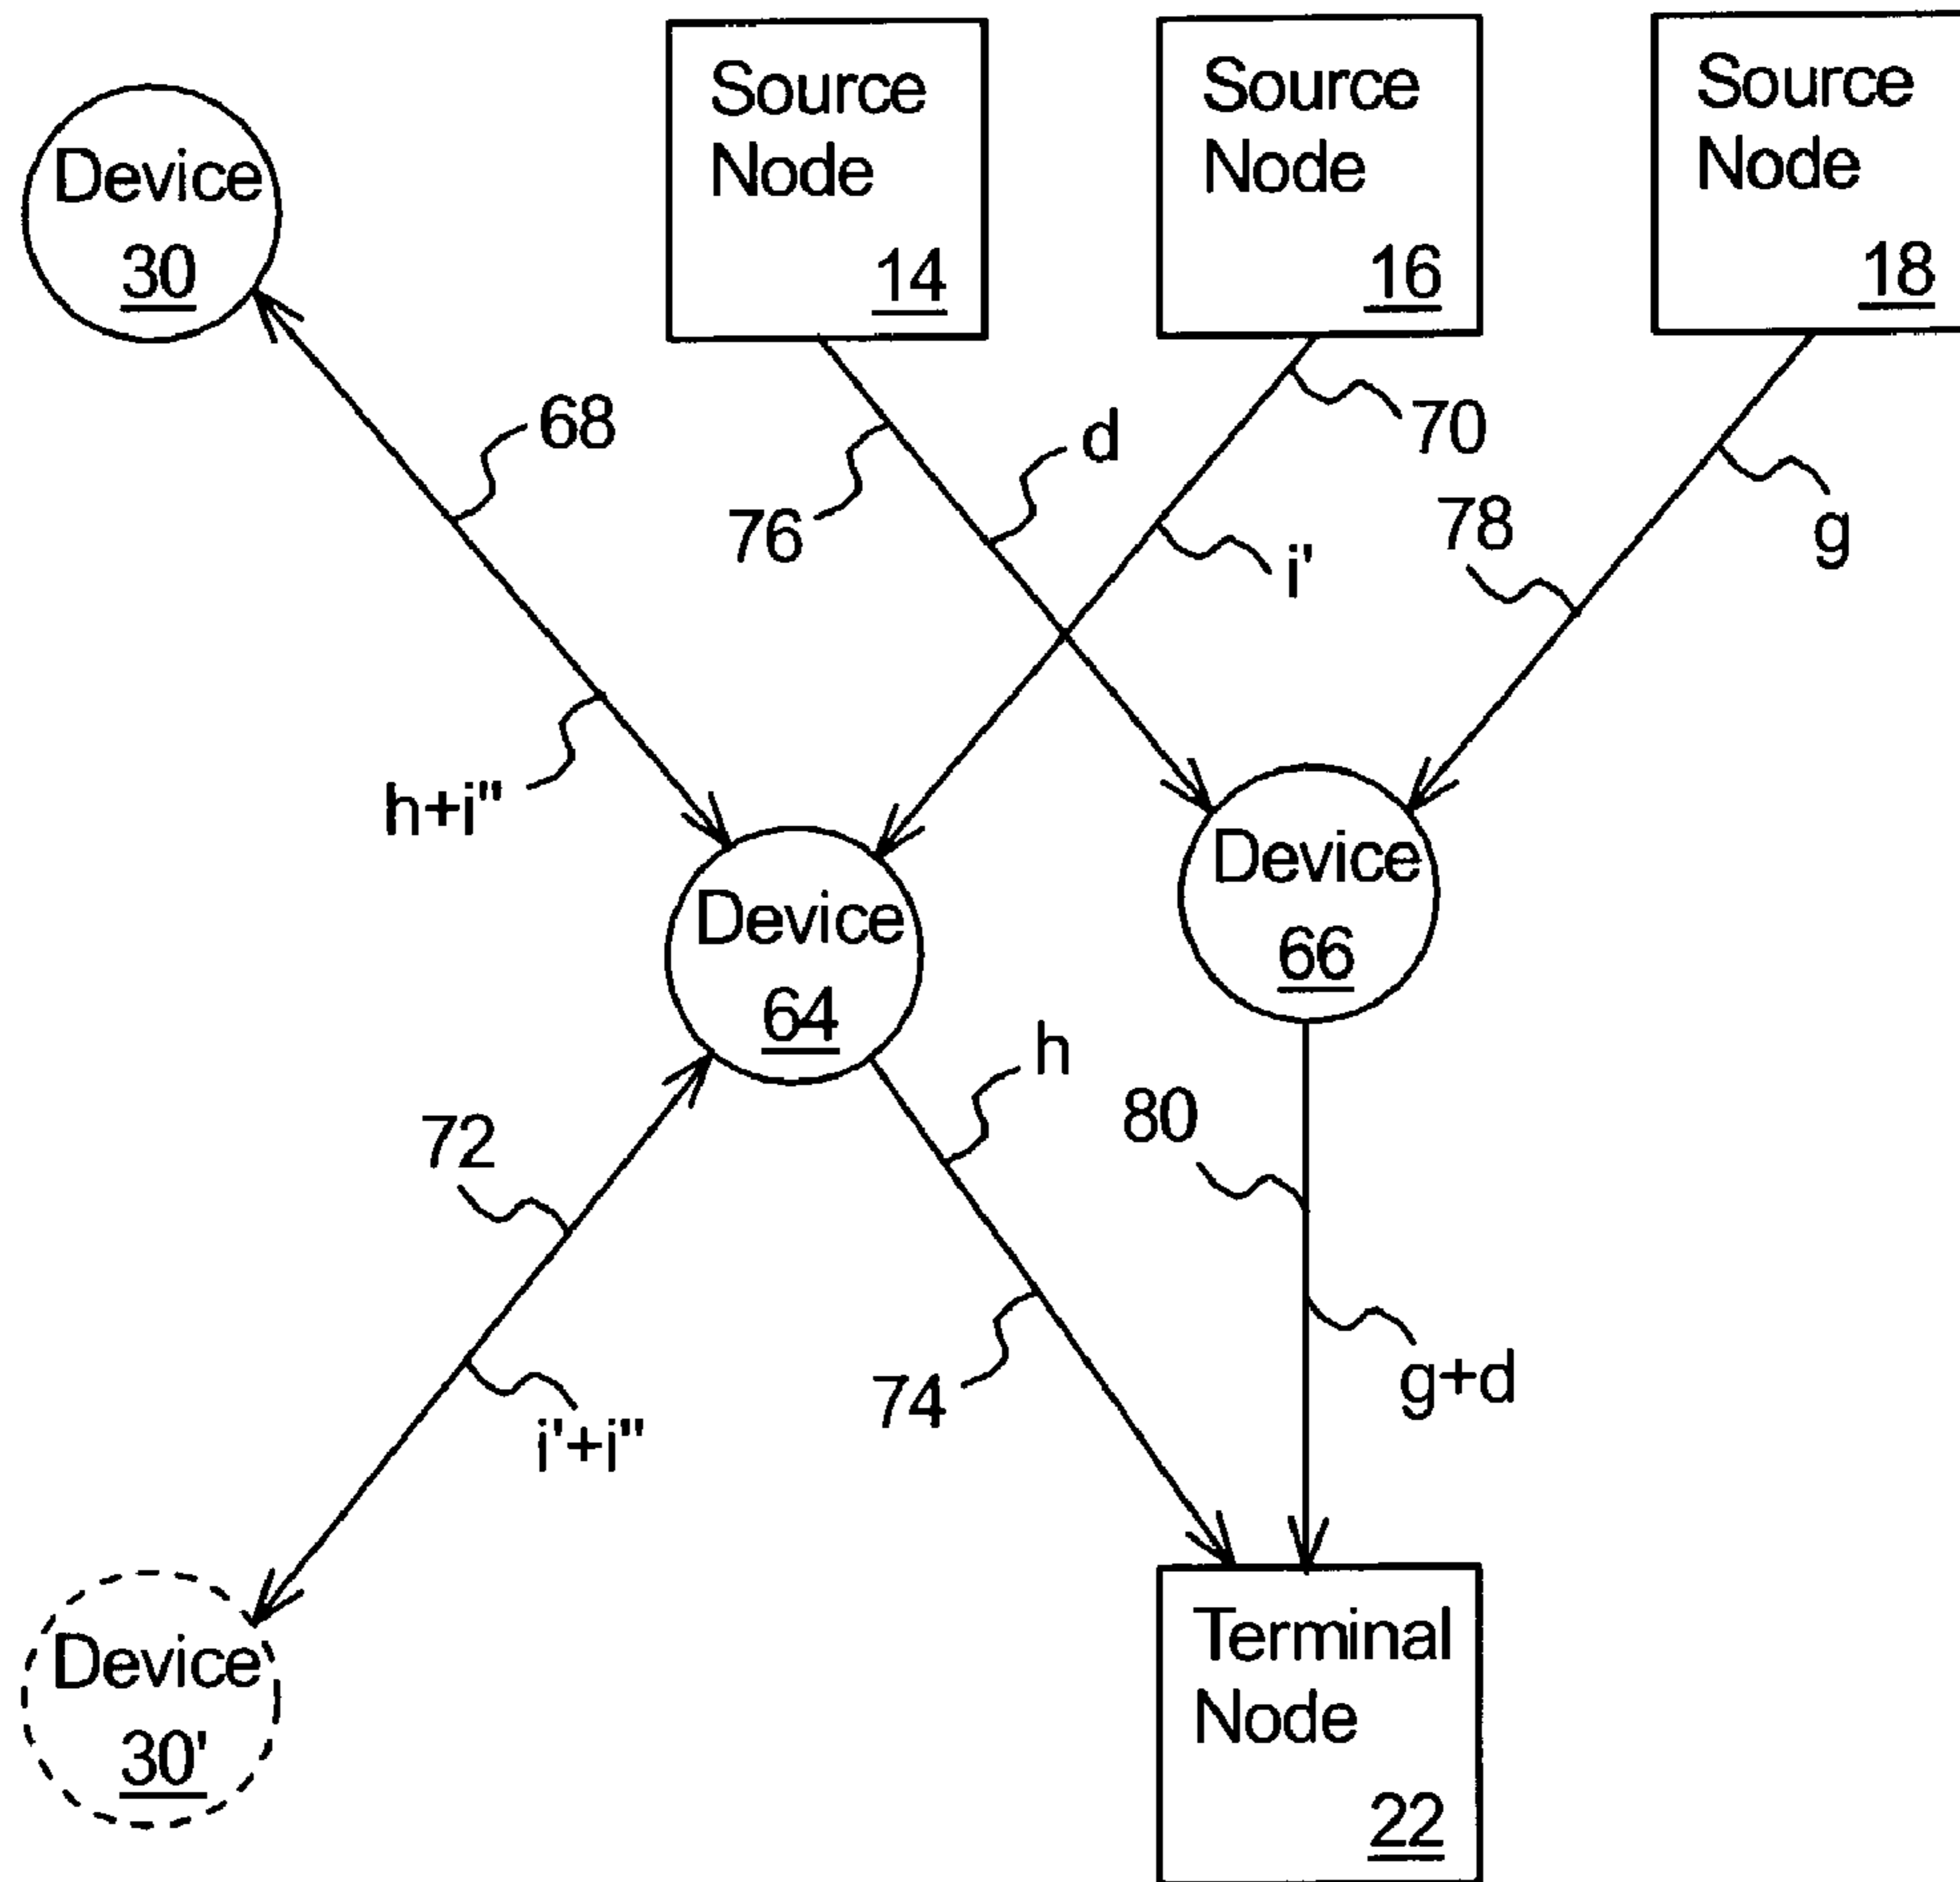 Source
Node
14
Source
Node
16
Source
Node
18
Device
30
68
76
d
70
i'
78
g
h+i"
Device
64
Device
66
72
h
80
i'+i"
74
g+d
Device
30'
Terminal
Node
22